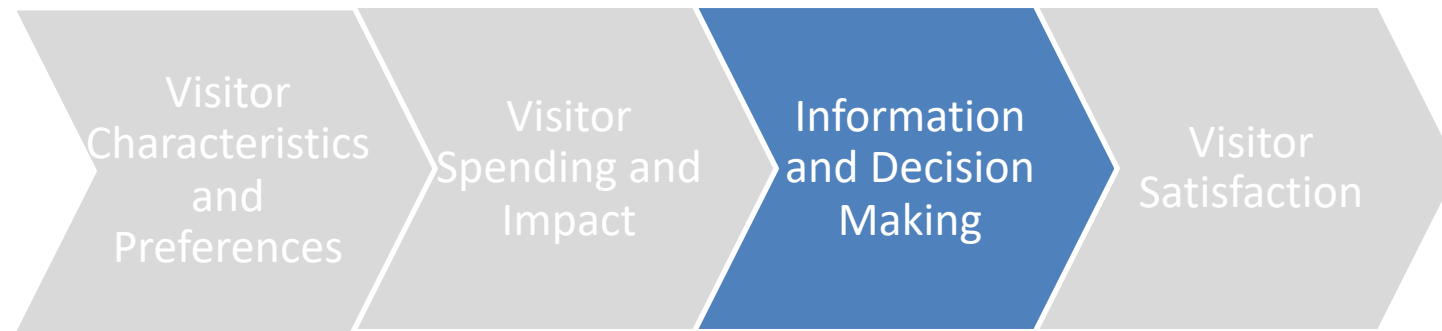 Visitor
Characteristics
and
Preferences
Visitor
Spending and
Impact
Information
and Decision
Making
Visitor
Satisfaction